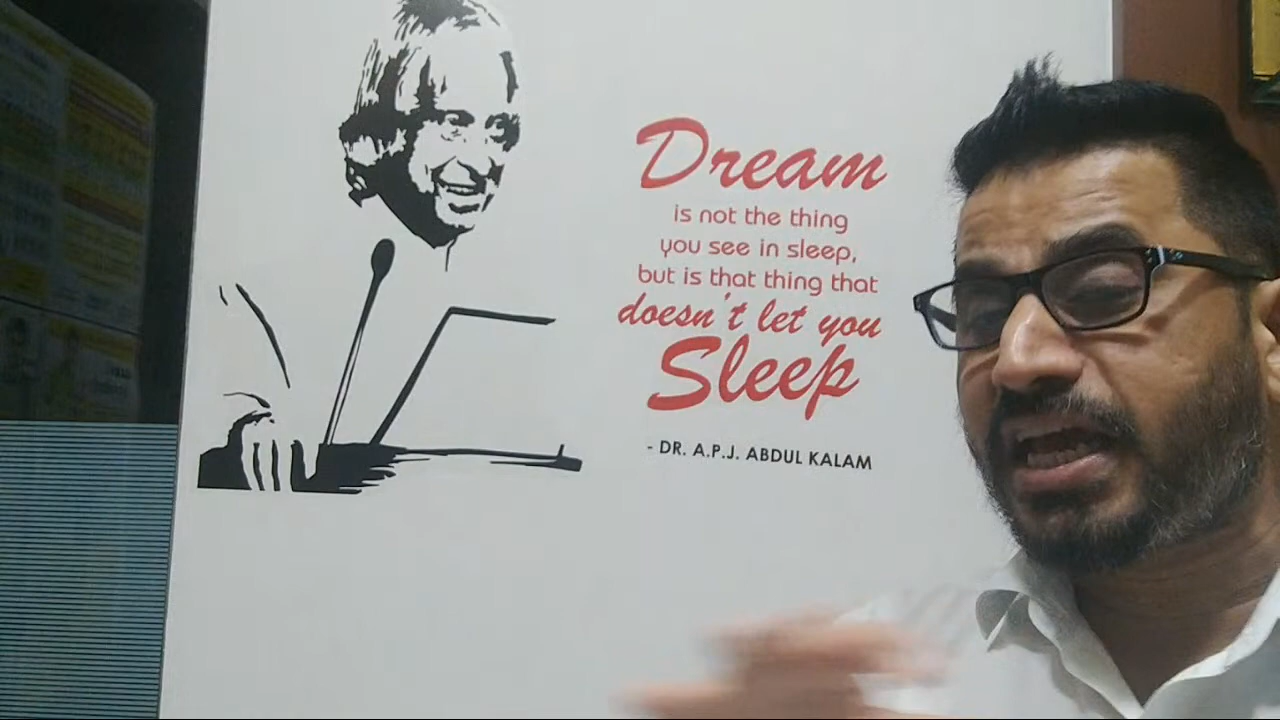 Dream
is not the thing
you see in sleep,
but is that thing that
doesn't let you
Sleep
- DR. A.P.J. ABDUL KALAM